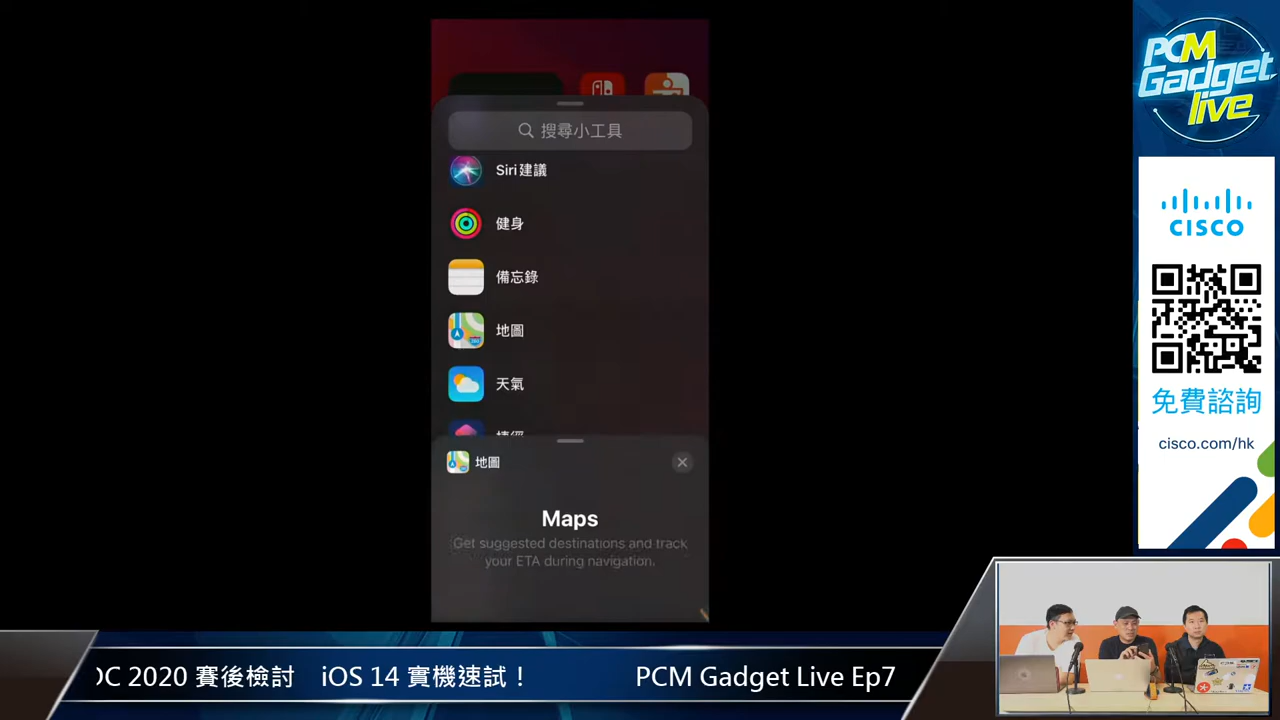 搜尋小工具
Siri建議
健身
備忘錄
地圖
天氣
捷徑
地圖
Maps
Get suggested destinations and track
your ETA during navigation.
PCM
Gadget
live
CISCO
免費諮詢
cisco.com/hk
DC 2020 賽後檢討 iOS 14 實機速試！ PCM Gadget Live Ep7